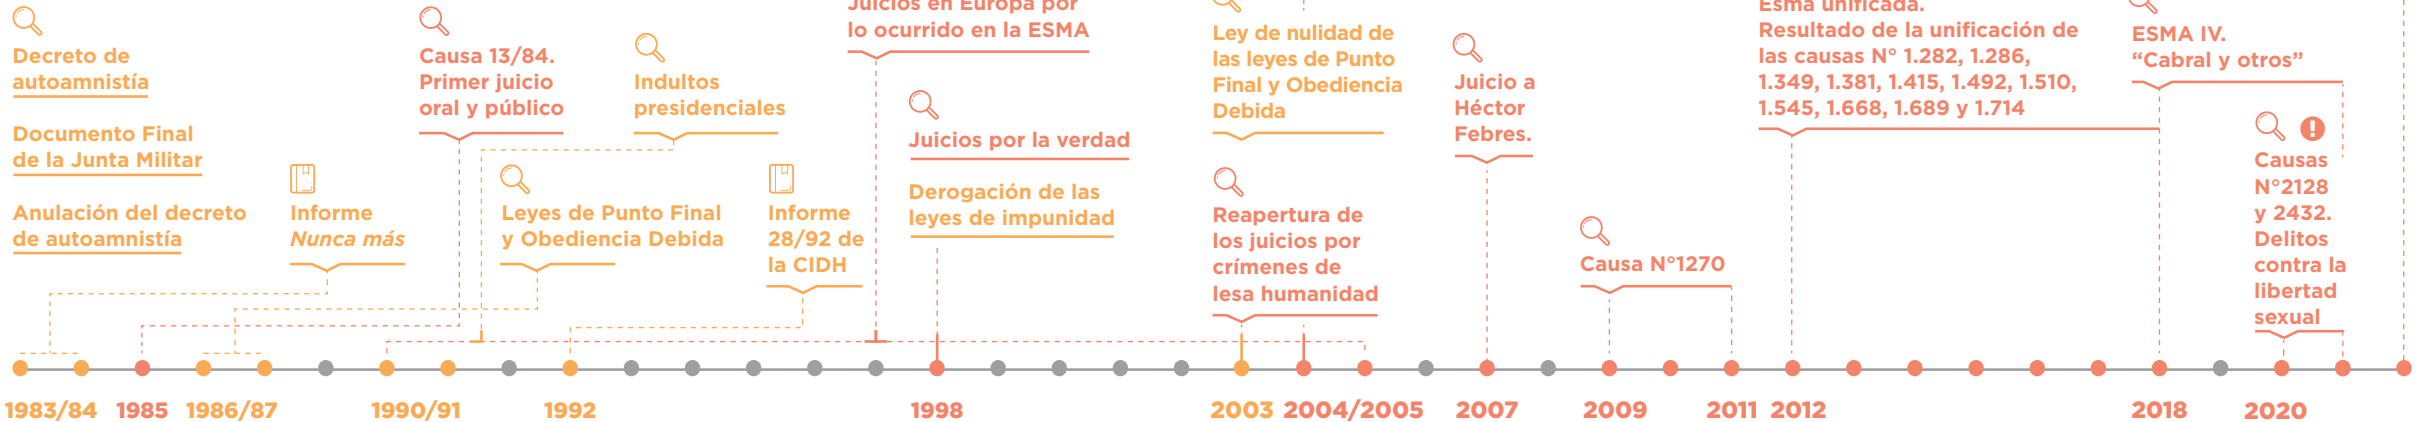 Decreto de
autoamnistía
Documento Final
de la Junta Militar
Anulación del decreto
de autoamnistía
Informe
Nunca más
Causa 13/84.
Primer juicio
oral y público
Leyes de Punto Final
y Obediencia Debida
Indultos
presidenciales
Informe
28/92 de
la CIDH
Juicios en Europa por
lo ocurrido en la ESMA
Juicios por la verdad
Derogación de las
leyes de impunidad
Ley de nulidad de
las leyes de Punto
Final y Obediencia
Debida
Reapertura de
los juicios por
crímenes de
lesa humanidad
Juicio a
Héctor
Febres.
Causa N°1270
Esma unificada.
Resultado de la unificación de
las causas N° 1.282, 1.286,
1.349, 1.381, 1.415, 1.492, 1.510,
1.545, 1.668, 1.689 y 1.714
ESMA IV.
“Cabral y otros”
Causas
N°2128
y 2432.
Delitos
contra la
libertad
sexual
1983/84 1985 1986/87 1990/91 1992 1998 2003 2004/2005 2007 2009 2011 2012 2018 2020